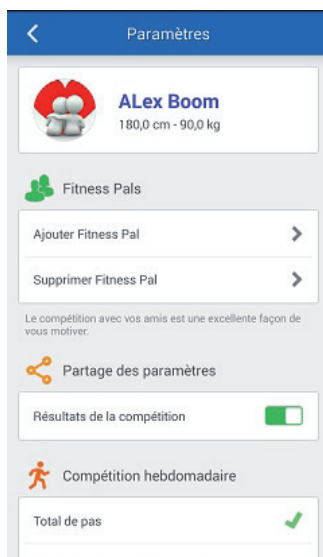 Paramètres
ALex Boom
180,0 cm - 90,0 kg
Fitness Pals
Ajouter Fitness Pal
Supprimer Fitness Pal
Le compétition avec vos amis est une excellente façon de
vous motiver.
Partage des paramètres
Résultats de la compétition
Compétition hebdomadaire
Total de pas